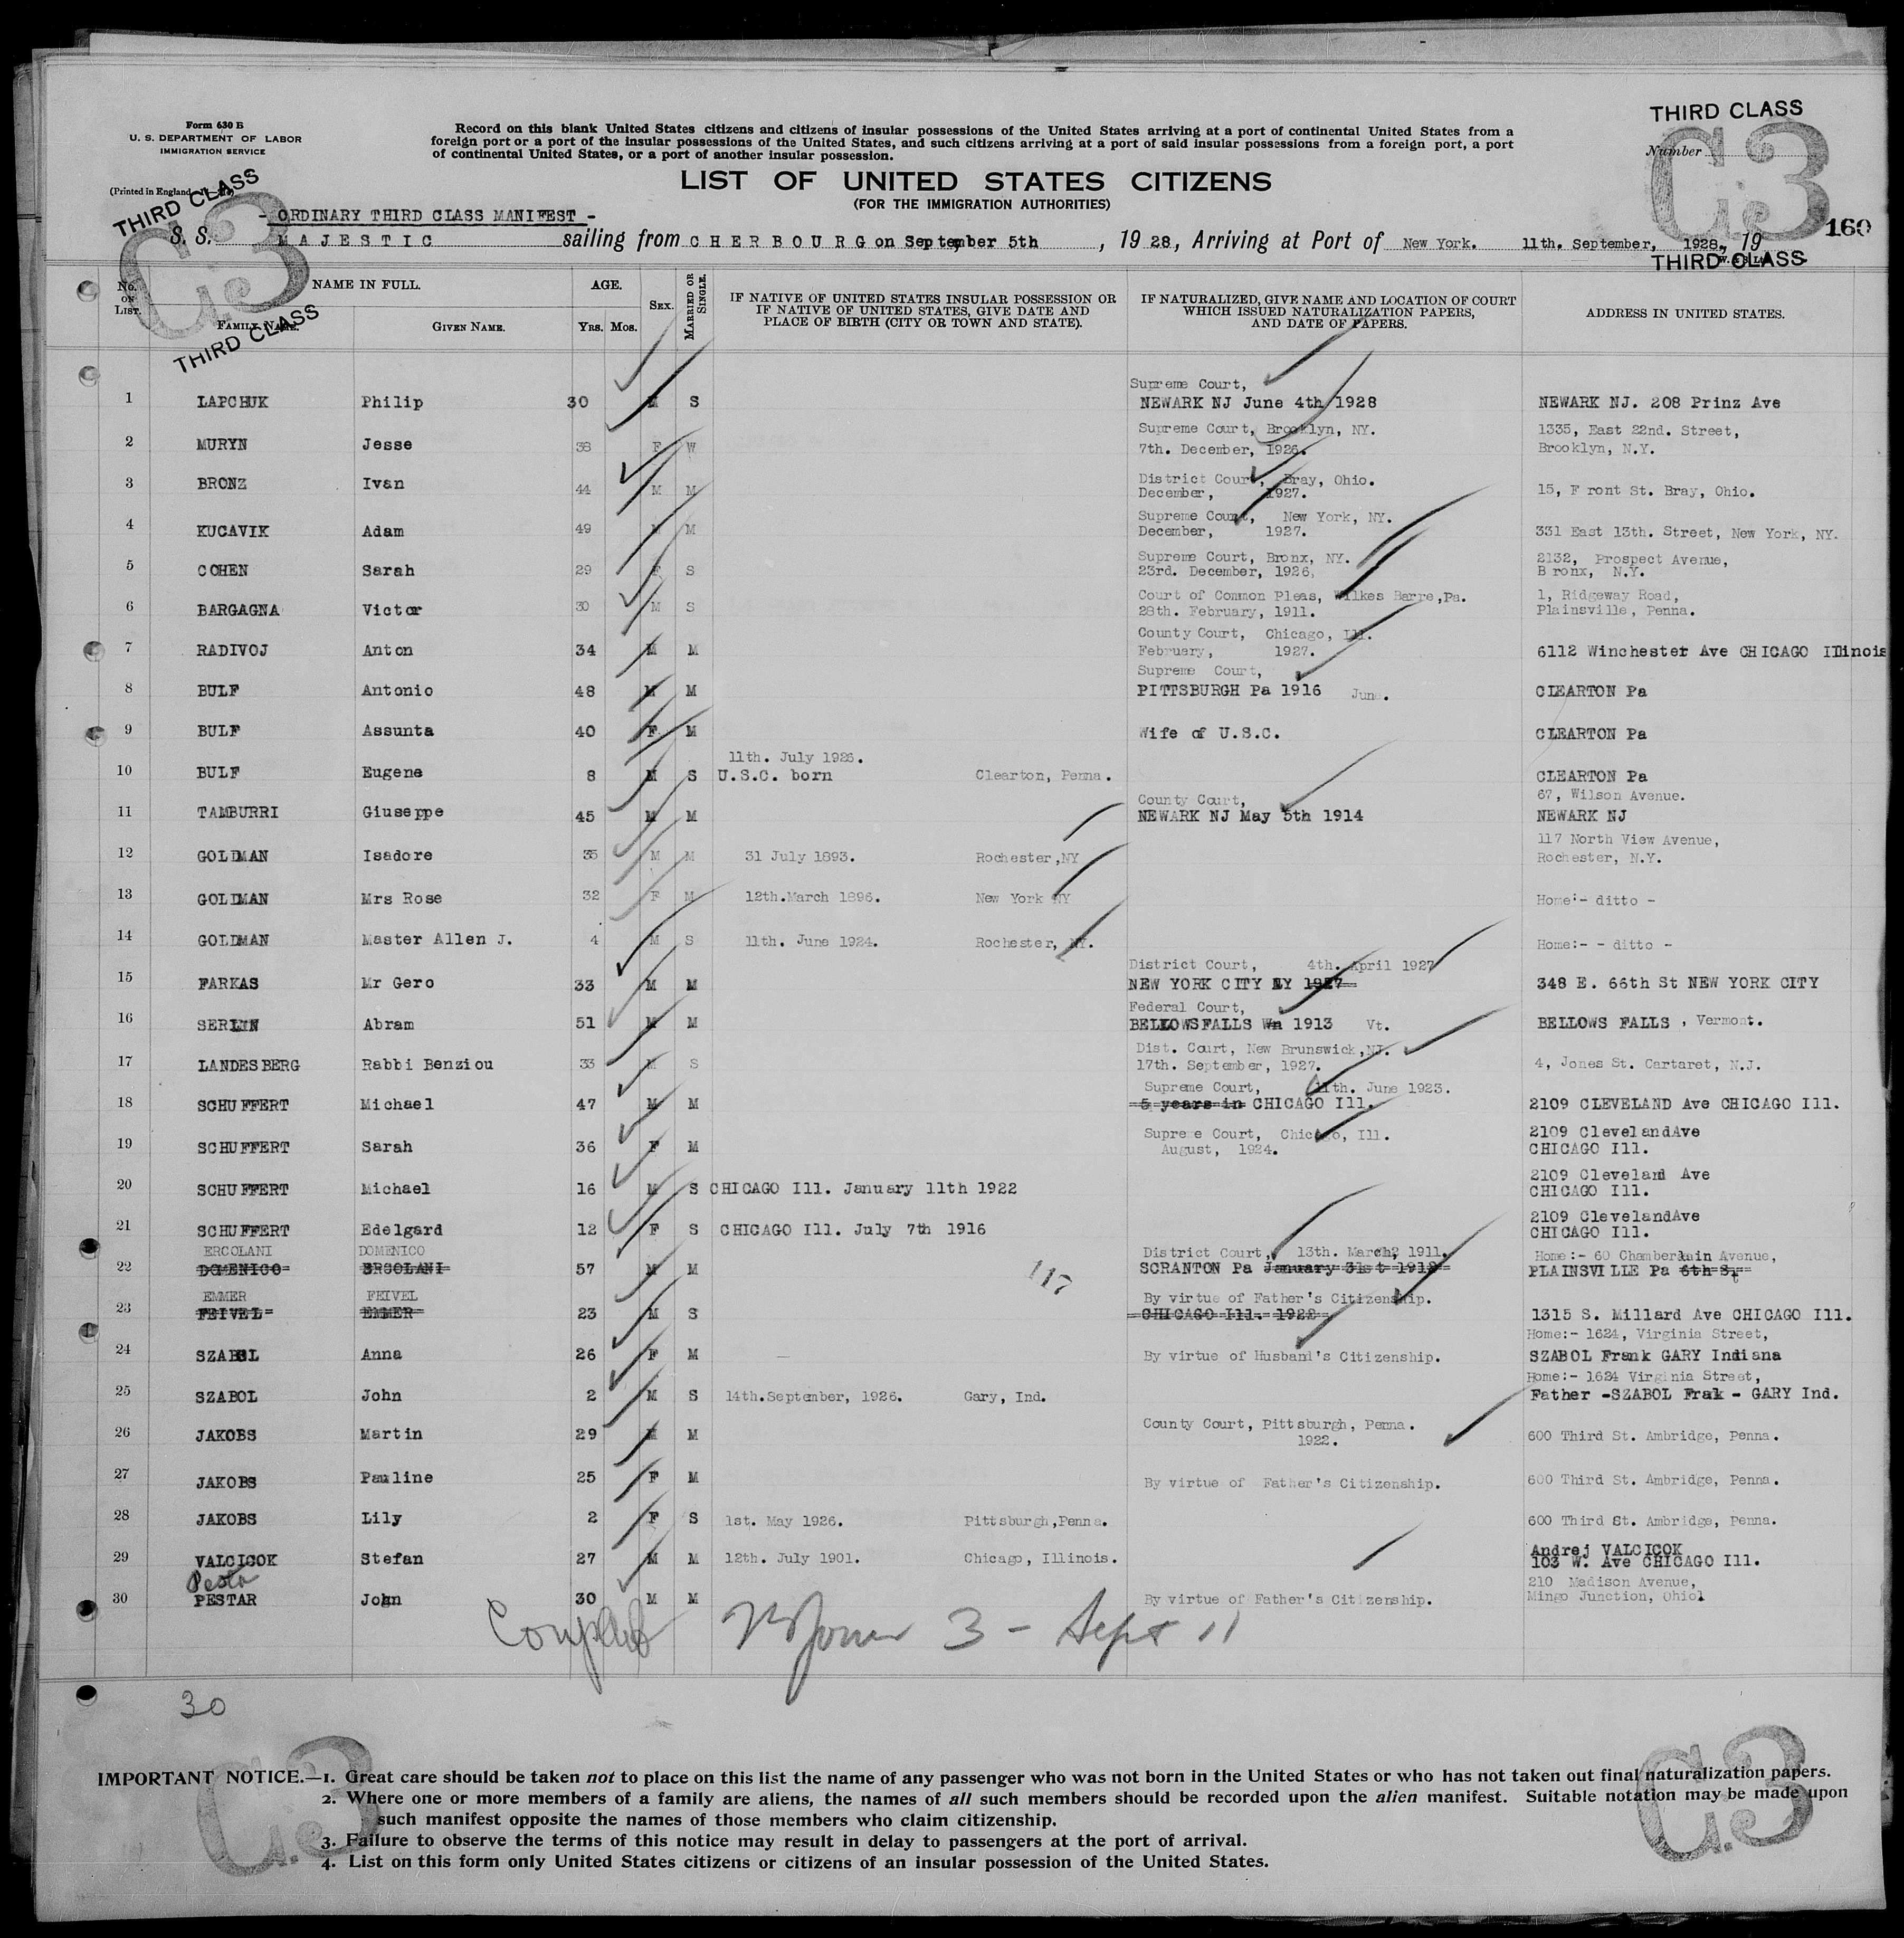 Form 630 B
U. S. DEPARTMENT OF LABOR
IMMIGRATION SERVICE
(Printed in England
Record on this blank United States citizens and citizens of insular possessions of the United States arriving at a port of continental United States from a
foreign port or a port of the insular possessions of the United States, and such citizens arriving at a port of said insular possessions from a foreign port, a port
of continental United States, or a port of another insular possession.
THIRD CLASS
Number
C3
LIST OF UNITED STATES CITIZENS
(FOR THE IMMIGRATION AUTHORITIES)
THIRD CLASS
C3
- ORDINARY THIRD CLASS MANIFEST -
S. S. MAJESTIC sailing from CHERBOURG on September 5th, 1928, Arriving at Port of New York. 11th. September, 1928, 19
160
THIRD CLASS
THIRD CLASS
No. on List. NAME IN FULL. AGE. SEX. MARRIED OR SINGLE. IF NATIVE OF UNITED STATES INSULAR POSSESSION OR IF NATIVE OF UNITED STATES, GIVE DATE AND PLACE OF BIRTH (CITY OR TOWN AND STATE). IF NATURALIZED, GIVE NAME AND LOCATION OF COURT WHICH ISSUED NATURALIZATION PAPERS, AND DATE OF PAPERS. ADDRESS IN UNITED STATES.
FAMILY NAME. GIVEN NAME. YRS. MOS.
Supreme Court,
1 LAPCHUK Philip 30 M S NEWARK NJ June 4th 1928 NEWARK NJ. 208 Prinz Ave
Supreme Court, Brooklyn, NY. 1335, East 22nd. Street,
2 MURYN Jesse 38 F W 7th. December, 1926. Brooklyn, N.Y.
3 BRONZ Ivan 44 M M District Court, Bray, Ohio. 15, F ront St. Bray, Ohio.
December, 1927.
Supreme Court, New York, NY.
4 KUCAVIK Adam 49 M M December, 1927. 331 East 13th. Street, New York, NY.
Supreme Court, Bronx, NY. 2132, Prospect Avenue,
5 COHEN Sarah 29 F S 23rd. December, 1926, B ronx, N.Y.
Court of Common Pleas, Wilkes Barre,Pa. 1, Ridgeway Road,
6 BARGAGNA Victor 30 M S 28th. February, 1911. Plainsville, Penna.
County Court, Chicago, Ill.
7 RADIVOJ Anton 34 M M February, 1927. 6112 Winchester Ave CHICAGO Illinois
Supreme Court,
8 BULF Antonio 48 M M PITTSBURGH Pa 1916 June. CLEARTON Pa
9 BULF Assunta 40 F M Wife of U.S.C. CLEARTON Pa
11th. July 1926.
10 BULF Eugene 8 M S U.S.C. born Clearton, Penna. CLEARTON Pa
County Court, 67, Wilson Avenue.
11 TAMBURRI Giuseppe 45 M M NEWARK NJ May 5th 1914 NEWARK NJ
117 North View Avenue,
12 GOLDMAN Isadore 35 M M 31 July 1893. Rochester,NY Rochester, N.Y.
13 GOLDMAN Mrs Rose 32 F M 12th.March 1896. New York NY Home:- ditto -
14 GOLDMAN Master Allen J. 4 M S 11th. June 1924. Rochester, NY. Home:- - ditto -
District Court, 4th. April 1927
15 FARKAS Mr Gero 33 M M NEW YORK CITY NY 1927 348 E. 66th St NEW YORK CITY
Federal Court,
16 SERLIN Abram 51 M M BELLOWSFALLS Wn 1913 Vt. BELLOWS FALLS , Vermont.
Dist. Court, New Brunswick,NJ.
17 LANDESBERG Rabbi Benziou 33 M S 17th. September, 1927. 4, Jones St. Cartaret, N.J.
Supreme Court, 11th. June 1923.
18 SCHUFFERT Michael 47 M M 5 years in CHICAGO Ill. 2109 CLEVELAND Ave CHICAGO Ill.
Supreme Court, Chicago, Ill. 2109 ClevelandAve
19 SCHUFFERT Sarah 36 F M August, 1924. CHICAGO Ill.
2109 Cleveland Ave
20 SCHUFFERT Michael 16 M S CHICAGO Ill. January 11th 1922 CHICAGO Ill.
2109 ClevelandAve
21 SCHUFFERT Edelgard 12 F S CHICAGO Ill. July 7th 1916 CHICAGO Ill.
ERCOLANI DOMENICO District Court, 13th. March, 1911. Home:- 60 Chamberlain Avenue,
22 DOMENICO ERCOLANI 57 M M SCRANTON Pa January 31st 1912 PLAINSVILLE Pa 6th St
117
EMMER FEIVEL By virtue of Father's Citizenship.
23 FEIVEL EMMER 23 M S CHICAGO Ill. 1922 1315 S. Millard Ave CHICAGO Ill.
Home:- 1624, Virginia Street,
24 SZABOL Anna 26 F M — By virtue of Husband's Citizenship. SZABOL Frank GARY Indiana
Home:- 1624 Virginia Street,
25 SZABOL John 2 M S 14th.September, 1926. Gary, Ind. Father -SZABOL Frak - GARY Ind.
County Court, Pittsburgh, Penna.
26 JAKOBS Martin 29 M M 1922. 600 Third St. Ambridge, Penna.
27 JAKOBS Pauline 25 F M By virtue of Father's Citizenship. 600 Third St. Ambridge, Penna.
28 JAKOBS Lily 2 F S 1st. May 1926. Pittsburgh,Penna. 600 Third St. Ambridge, Penna.
Andrej VALCICOK
29 VALCICOK Stefan 27 M M 12th. July 1901. Chicago, Illinois. 103 W. Ave CHICAGO Ill.
Pesta 210 Madison Avenue,
30 PESTAR John 30 M M By virtue of Father's Citizenship. Mingo Junction, Ohio1
3 - Sept 11
30
C3
C3
IMPORTANT NOTICE.—1. Great care should be taken not to place on this list the name of any passenger who was not born in the United States or who has not taken out final naturalization papers.
2. Where one or more members of a family are aliens, the names of all such members should be recorded upon the alien manifest. Suitable notation may be made upon
such manifest opposite the names of those members who claim citizenship.
3. Failure to observe the terms of this notice may result in delay to passengers at the port of arrival.
4. List on this form only United States citizens or citizens of an insular possession of the United States.